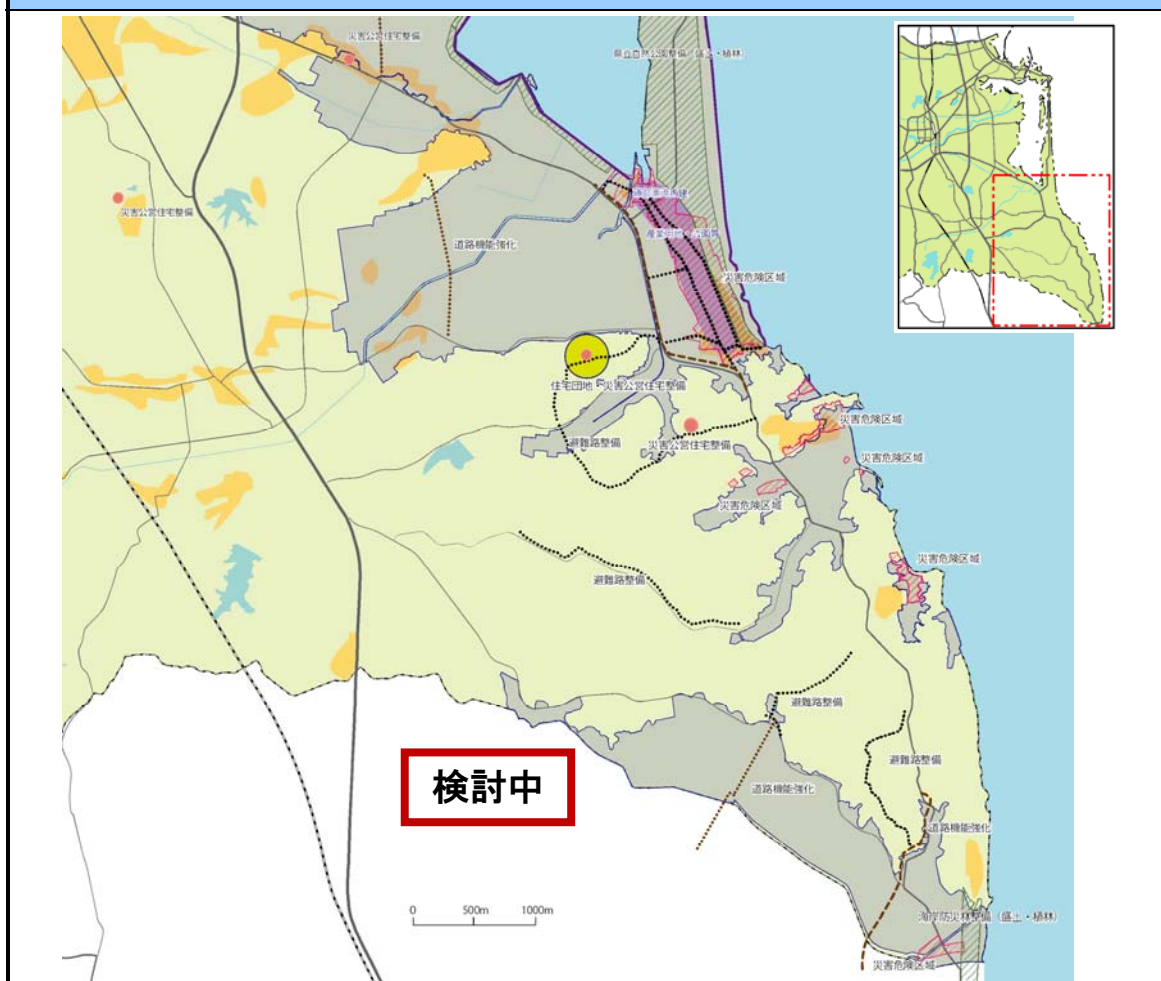 災害公営住宅整備
県立自然公園整備（盛土・植林）
災害公営住宅整備
道路機能強化
産業用地・公園等
災害危険区域
住宅団地・災害公営住宅整備
災害危険区域
避難路整備
災害公営住宅整備
災害危険区域
災害危険区域
災害危険区域
避難路整備
避難路整備
避難路整備
検討中
道路機能強化
道路機能強化
0 500m 1000m
海岸防災林整備（盛土・植林）
災害危険区域